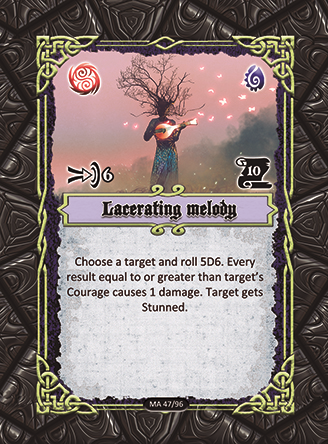 6
10
Lacerating melody
Choose a target and roll 5D6. Every
result equal to or greater than target's
Courage causes 1 damage. Target gets
Stunned.
MA 47/96